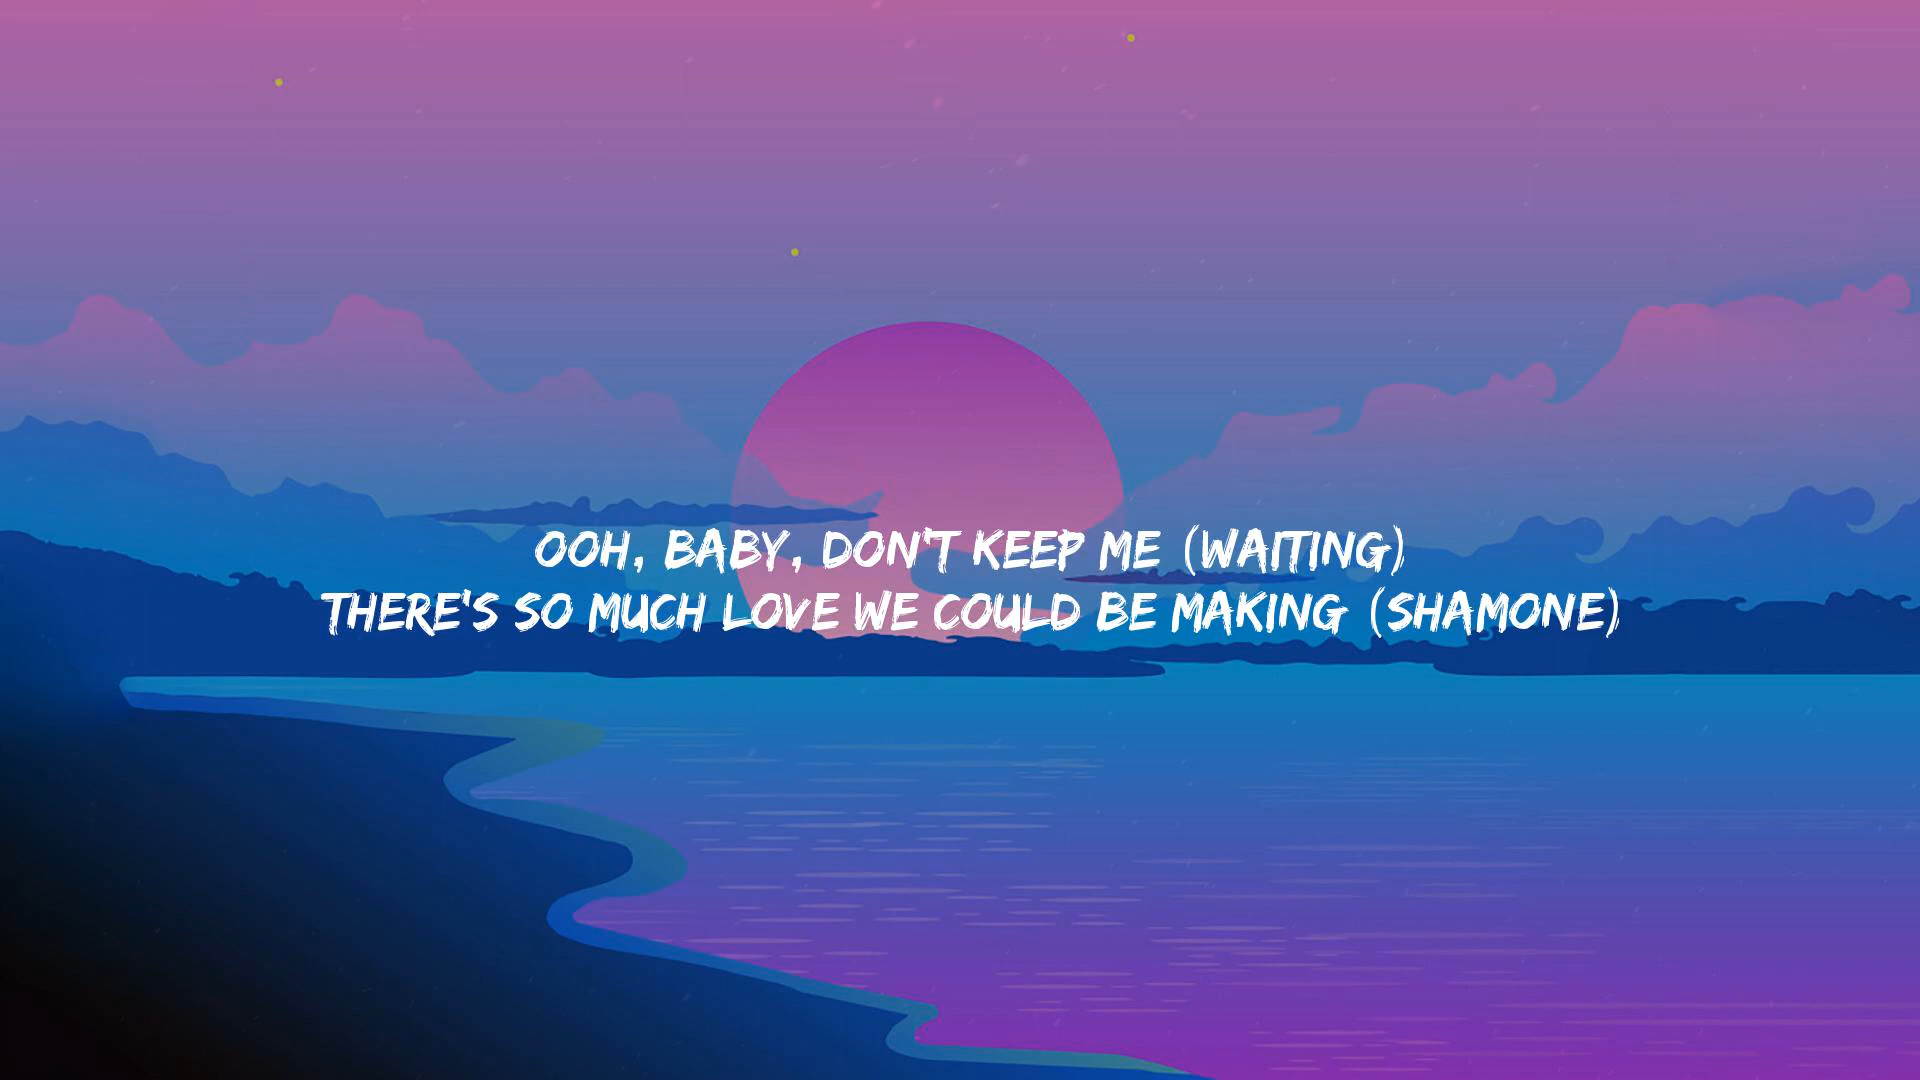 OOH, BABY, DON'T KEEP ME (WAITING)
THERE'S SO MUCH LOVE WE COULD BE MAKING (SHAMONE)